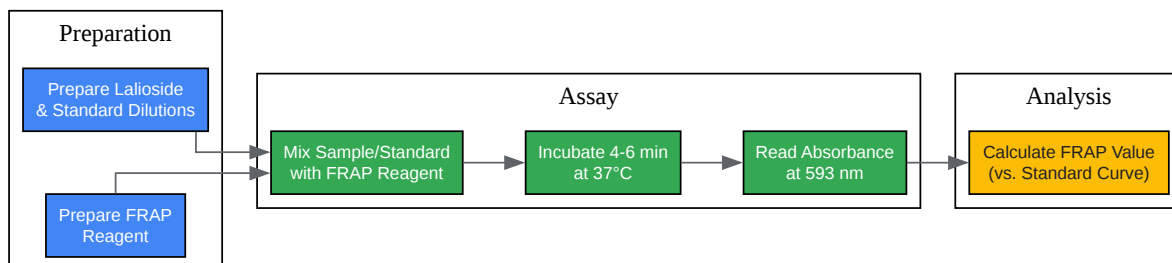 Preparation
Prepare Lalioside
& Standard Dilutions
Prepare FRAP
Reagent
Assay
Mix Sample/Standard
with FRAP Reagent
Incubate 4-6 min
at 37°C
Read Absorbance
at 593 nm
Analysis
Calculate FRAP Value
(vs. Standard Curve)